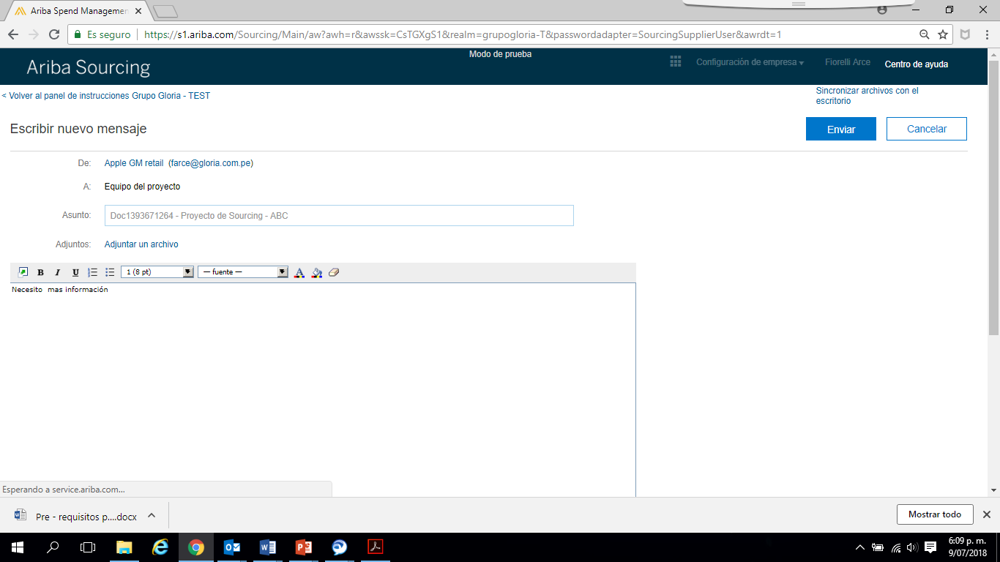 Ariba Spend Managemen
Es seguro
https://s1.ariba.com/Sourcing/Main/aw?awh=r&awssk=CsTGXgS1&realm=grupogloria-T&passwordadapter=SourcingSupplierUser&awrdt=1
Ariba Sourcing
Modo de prueba
Configuración de empresa
Fiorelli Arce
Centro de ayuda
< Volver al panel de instrucciones Grupo Gloria - TEST
Sincronizar archivos con el
escritorio
Escribir nuevo mensaje
Enviar
Cancelar
De: Apple GM retail (farce@gloria.com.pe)
A: Equipo del proyecto
Asunto: Doc1393671264 - Proyecto de Sourcing - ABC
Adjuntos: Adjuntar un archivo
B I U 1 (8 pt) — fuente — A
Necesito mas información
Esperando a service.ariba.com...
Pre - requisitos p....docx
Mostrar todo
6:09 p. m.
9/07/2018